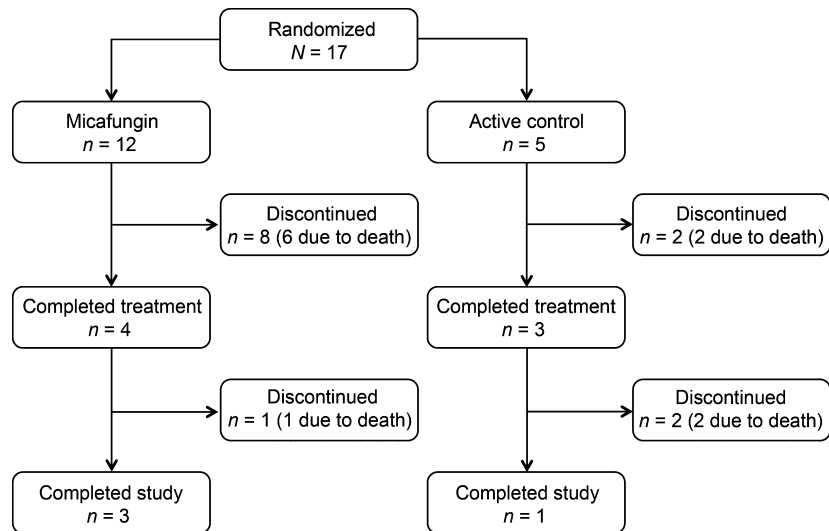 Randomized
N = 17
Micafungin
n = 12
Active control
n = 5
Discontinued
n = 8 (6 due to death)
Discontinued
n = 2 (2 due to death)
Completed treatment
n = 4
Completed treatment
n = 3
Discontinued
n = 1 (1 due to death)
Discontinued
n = 2 (2 due to death)
Completed study
n = 3
Completed study
n = 1